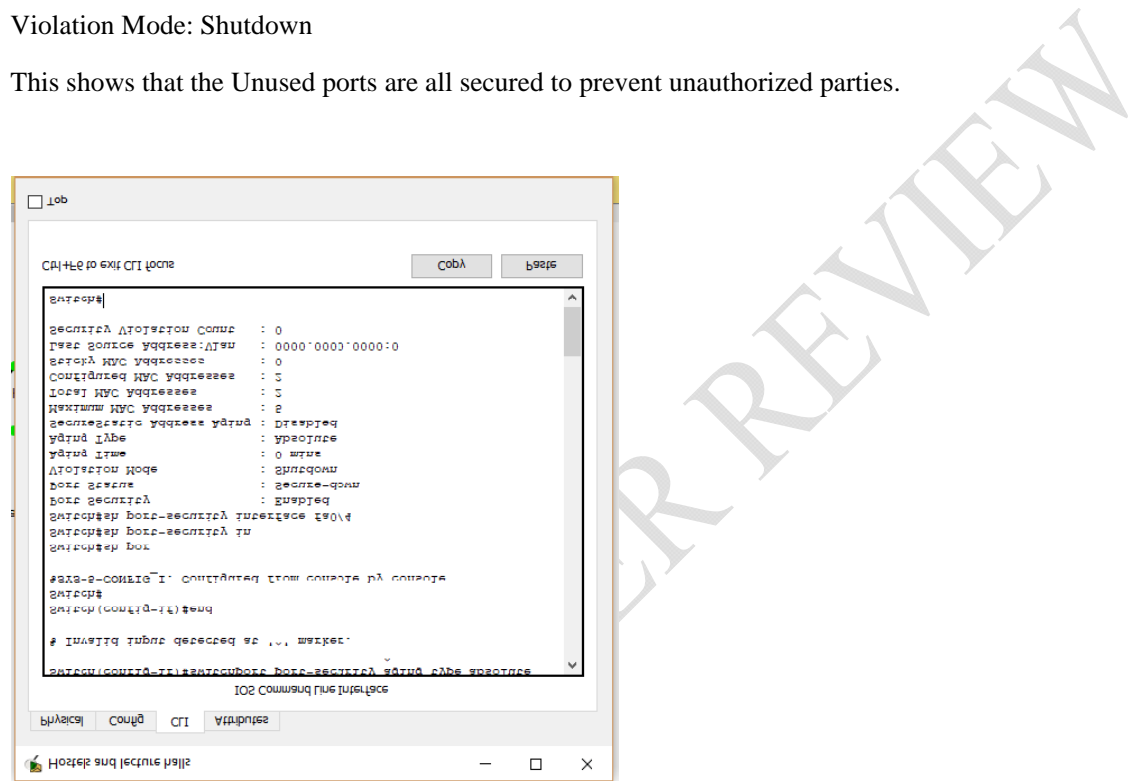 Violation Mode: Shutdown
This shows that the Unused ports are all secured to prevent unauthorized parties.
Hostels and lecture halls
Physical Config CLI Attributes
IOS Command Line Interface
Switch(config-if)#switchport port-security aging type absolute
^
% Invalid input detected at '^' marker.
Switch(config-if)#end
Switch#
%SYS-5-CONFIG_I: Configured from console by console
Switch#sh por
Switch#sh port-security in
Switch#sh port-security interface fa0/4
Port Security : Enabled
Port Status : Secure-down
Violation Mode : Shutdown
Aging Time : 0 mins
Aging Type : Absolute
SecureStatic Address Aging : Disabled
Maximum MAC Addresses : 5
Total MAC Addresses : 2
Configured MAC Addresses : 2
Sticky MAC Addresses : 0
Last Source Address:Vlan : 0000.0000.0000:0
Security Violation Count : 0
Switch#
Ctrl+F6 to exit CLI focus
Copy Paste
Top
ER REVIEW